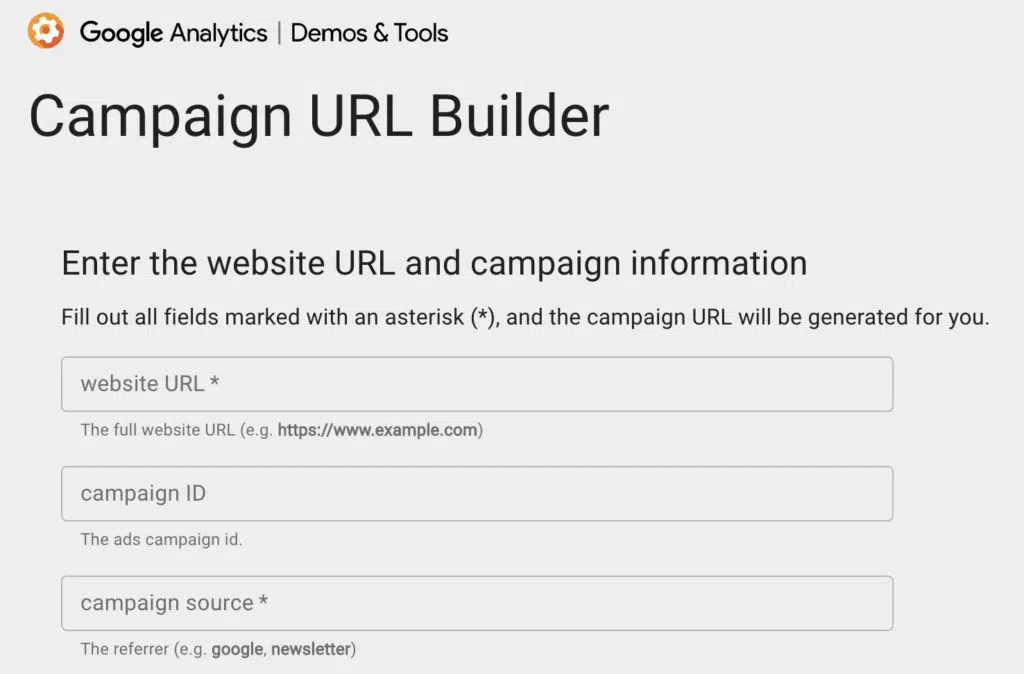 Google Analytics | Demos & Tools
Campaign URL Builder
Enter the website URL and campaign information
Fill out all fields marked with an asterisk (*), and the campaign URL will be generated for you.
website URL *
The full website URL (e.g. https://www.example.com)
campaign ID
The ads campaign id.
campaign source *
The referrer (e.g. google, newsletter)